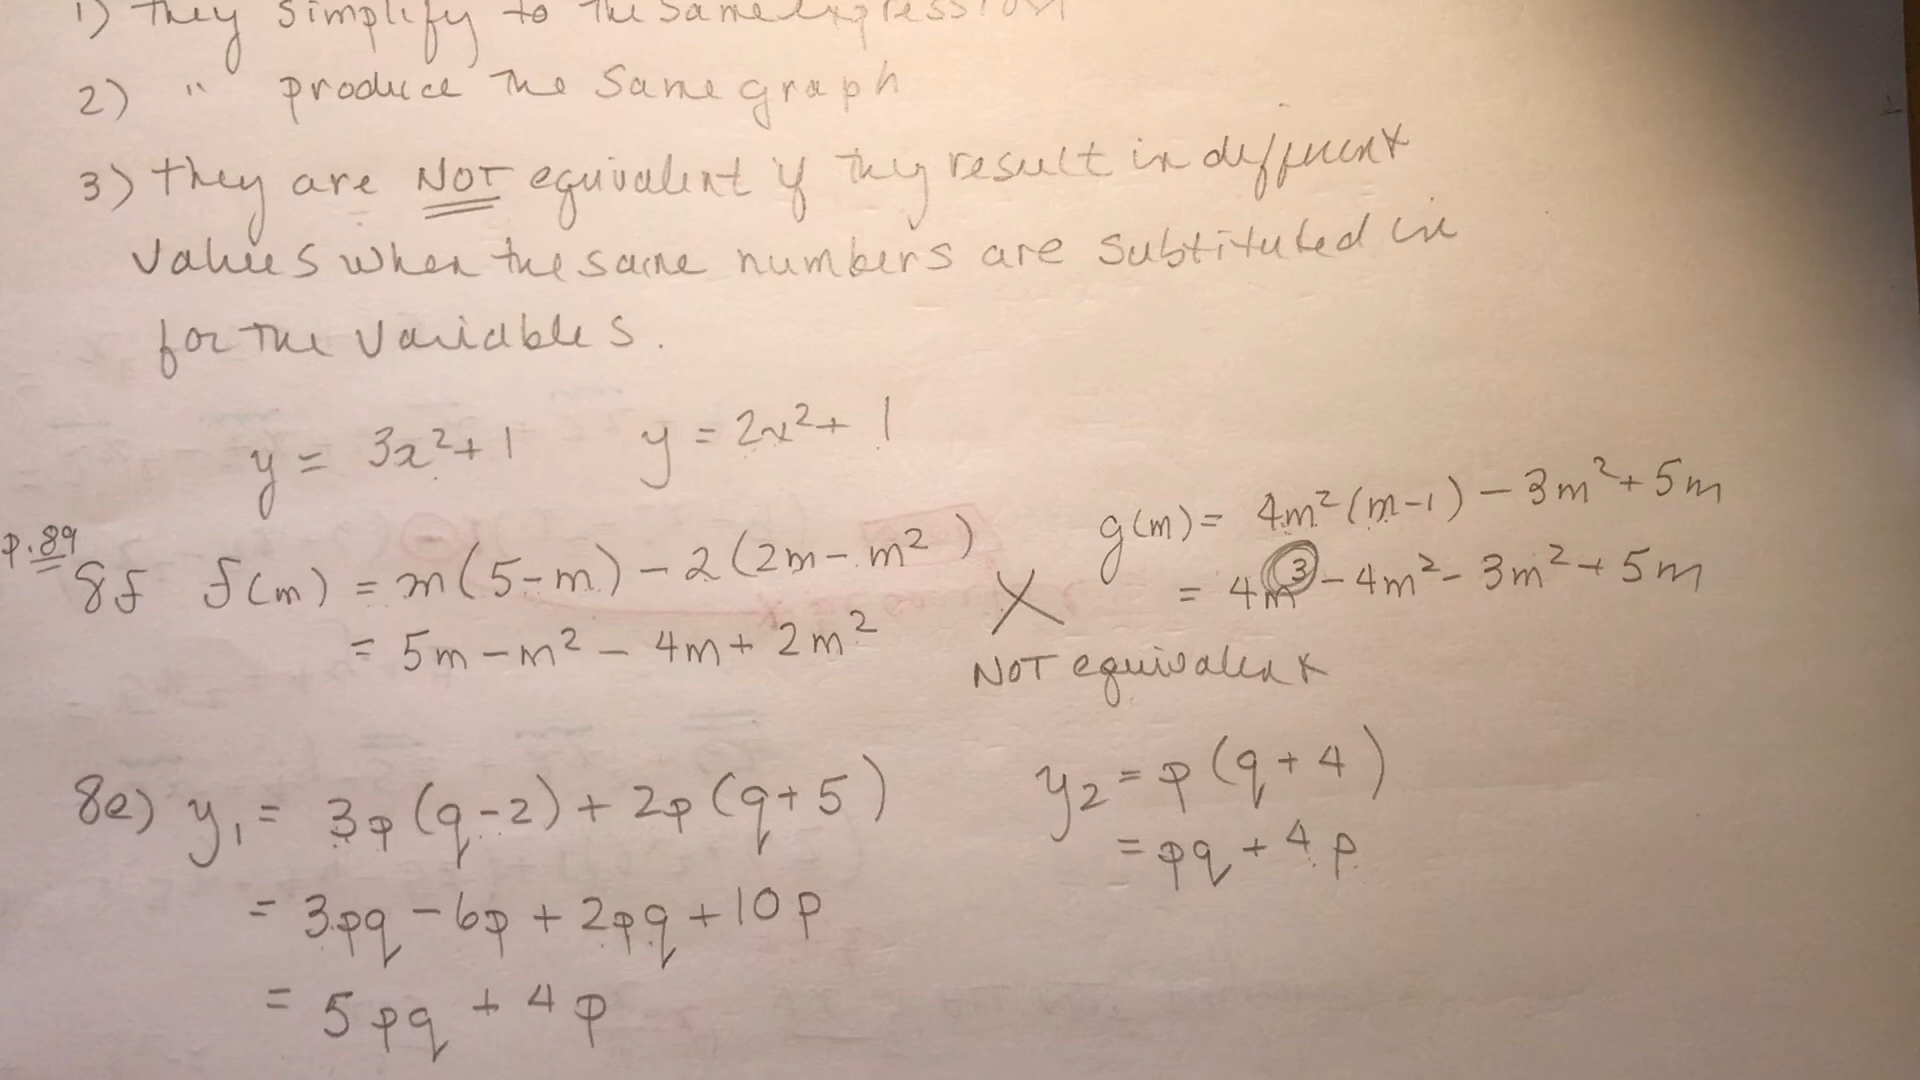 1) they simplify to the same expression
2) " produce the same graph
3) they are NOT equivalent if they result in different
values when the same numbers are substituted in
for the variables.
y = 3x² + 1 y = 2x² + 1
p. 89
8f f(m) = m(5-m) - 2(2m - m²) g(m) = 4m²(m-1) - 3m² + 5m
= 5m - m² - 4m + 2m² X = 4m³ - 4m² - 3m² + 5m
NOT equivalent
8e) y₁ = 3p(q-2) + 2p(q+5) y₂ = p(q+4)
= 3pq - 6p + 2pq + 10p = pq + 4p
= 5pq + 4p